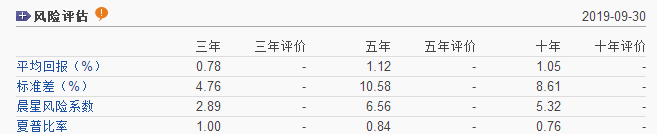 风险评估 2019-09-30
三年 三年评价 五年 五年评价 十年 十年评价
平均回报（%） 0.78 - 1.12 - 1.05 -
标准差（%） 4.76 - 10.58 - 8.61 -
晨星风险系数 2.89 - 6.56 - 5.32 -
夏普比率 1.00 - 0.84 - 0.76 -